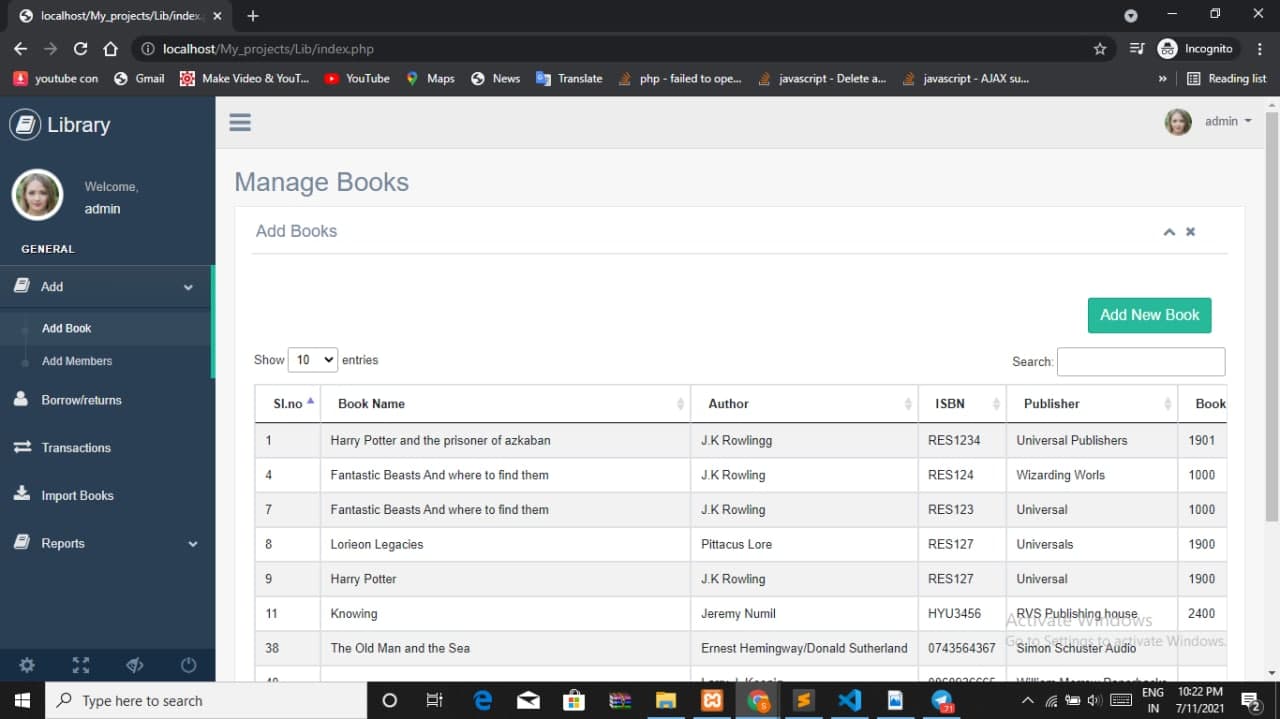 localhost/My_projects/Lib/index.
localhost/My_projects/Lib/index.php
Incognito
youtube con Gmail Make Video & YouT... YouTube Maps News Translate php - failed to ope... javascript - Delete a... javascript - AJAX su... » Reading list
Library
admin
Welcome,
admin
Manage Books
GENERAL
Add Books
Add
Add Book
Add Members
Borrow/returns
Transactions
Import Books
Reports
Add New Book
Show 10 entries
Search:
Sl.no Book Name Author ISBN Publisher Book
1 Harry Potter and the prisoner of azkaban J.K Rowlingg RES1234 Universal Publishers 1901
4 Fantastic Beasts And where to find them J.K Rowling RES124 Wizarding Worls 1000
7 Fantastic Beasts And where to find them J.K Rowling RES123 Universal 1000
8 Lorieon Legacies Pittacus Lore RES127 Universals 1900
9 Harry Potter J.K Rowling RES127 Universal 1900
11 Knowing Jeremy Numil HYU3456 RVS Publishing house 2400
38 The Old Man and the Sea Ernest Hemingway/Donald Sutherland 0743564367 Simon Schuster Audio
Activate Windows
Go to Settings to activate Windows.
Type here to search
71
ENG
IN
10:22 PM
7/11/2021
2